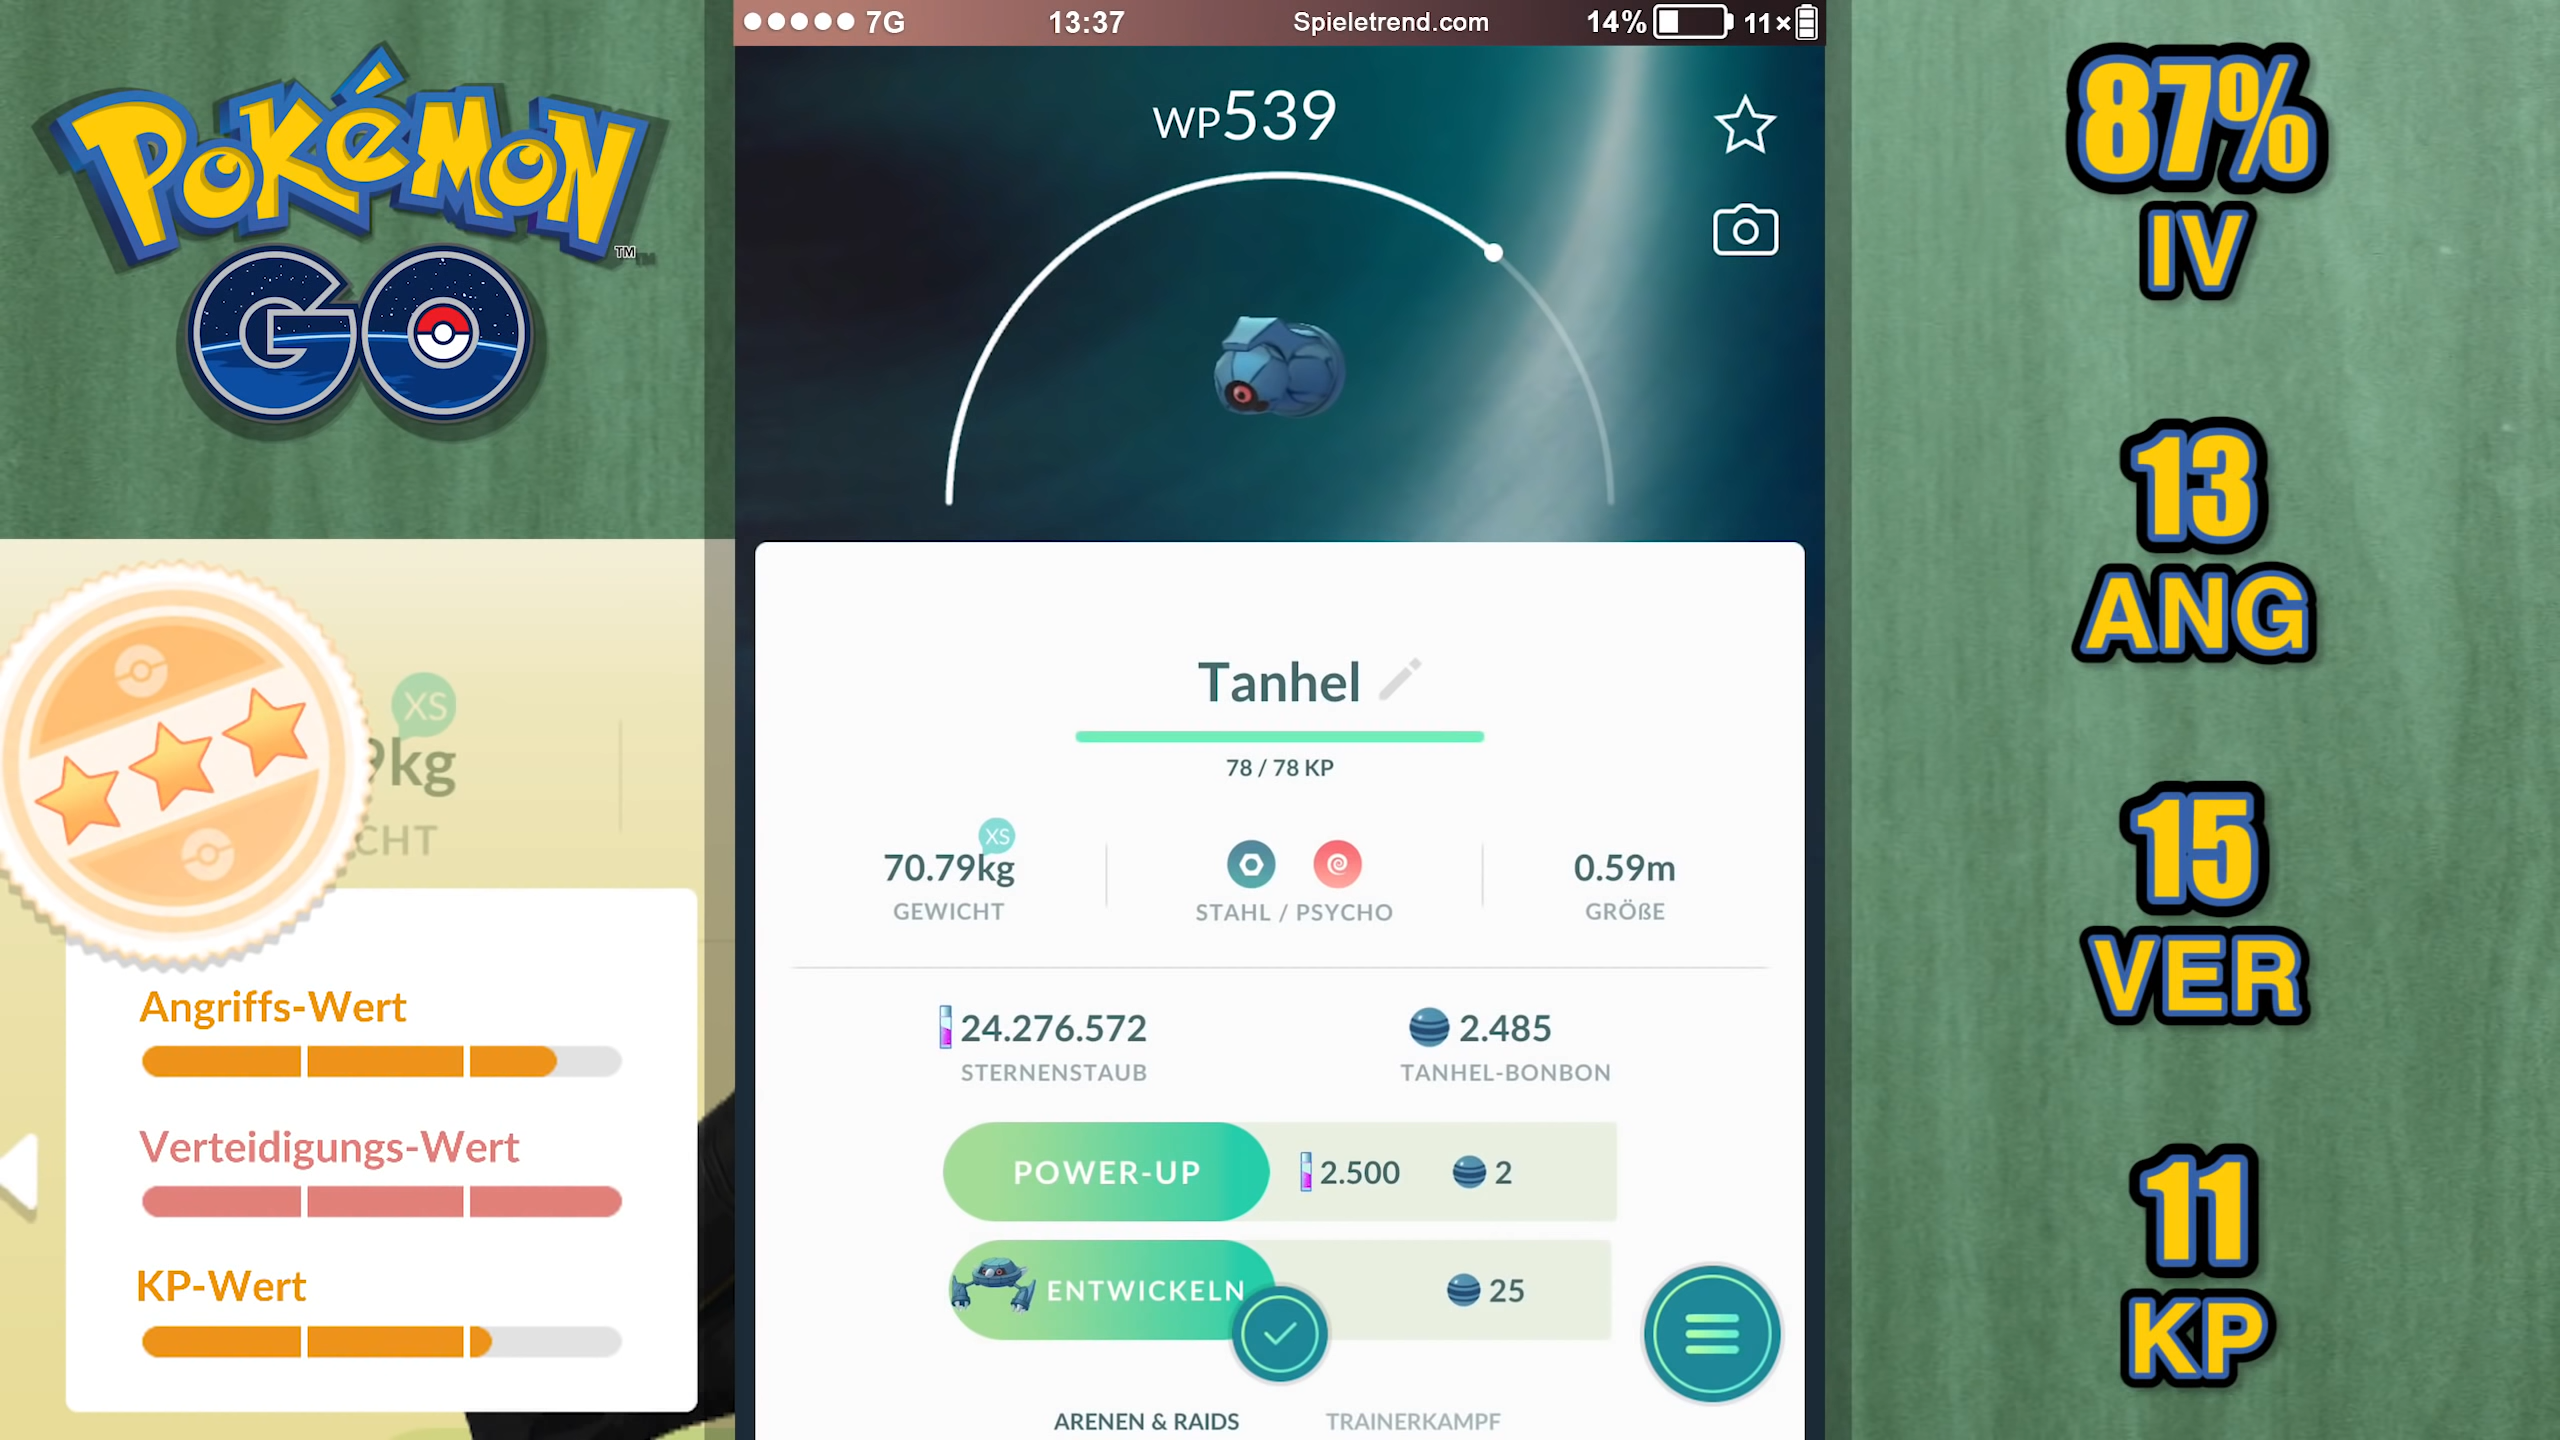 7G 13:37 Spieletrend.com 14% 11×
POKÉMON
TM
GO
XS
9kg
CHT
Angriffs-Wert
Verteidigungs-Wert
KP-Wert
WP539
Tanhel
78 / 78 KP
XS
70.79kg
GEWICHT
STAHL / PSYCHO
0.59m
GRÖßE
24.276.572
STERNENSTAUB
2.485
TANHEL-BONBON
POWER-UP 2.500 2
ENTWICKELN 25
ARENEN & RAIDS TRAINERKAMPF
87%
IV
13
ANG
15
VER
11
KP